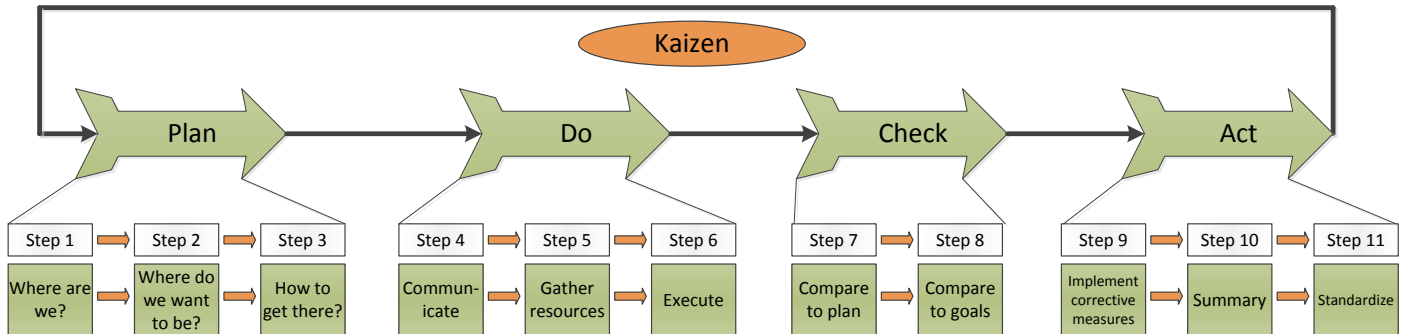 Kaizen
Plan
Do
Check
Act
Step 1
Step 2
Step 3
Step 4
Step 5
Step 6
Step 7
Step 8
Step 9
Step 10
Step 11
Where are
we?
Where do
we want
to be?
How to
get there?
Commun-
icate
Gather
resources
Execute
Compare
to plan
Compare
to goals
Implement
corrective
measures
Summary
Standardize